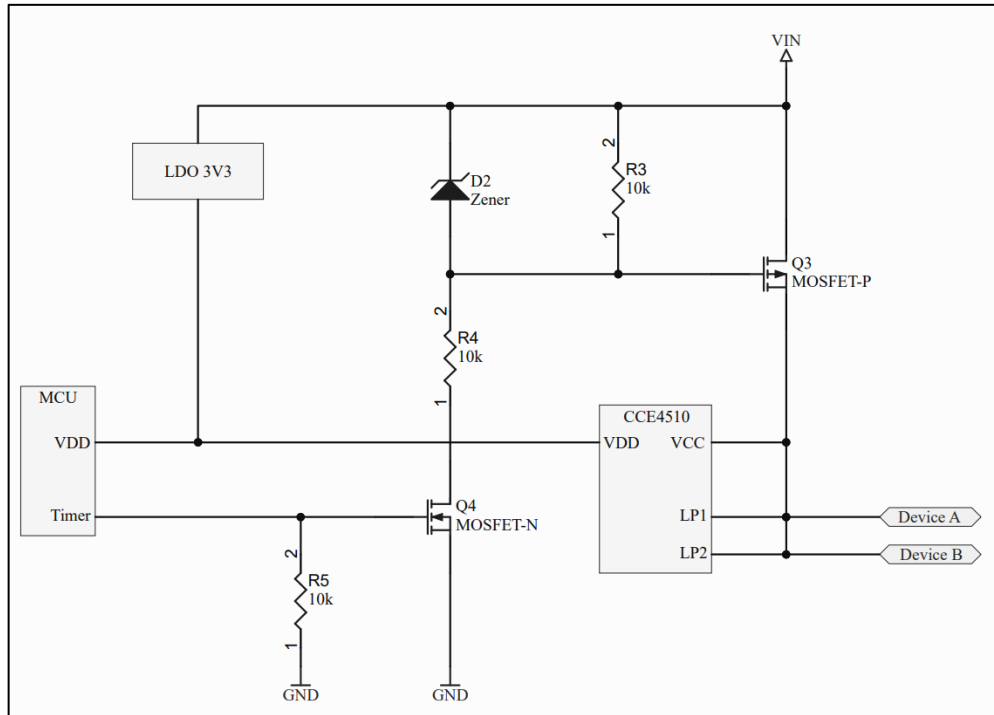 VIN
LDO 3V3
D2
Zener
2
R3
10k
1
Q3
MOSFET-P
2
R4
10k
1
MCU
VDD
Timer
CCE4510
VDD VCC
LP1
LP2
Device A
Device B
Q4
MOSFET-N
2
R5
10k
1
GND
GND